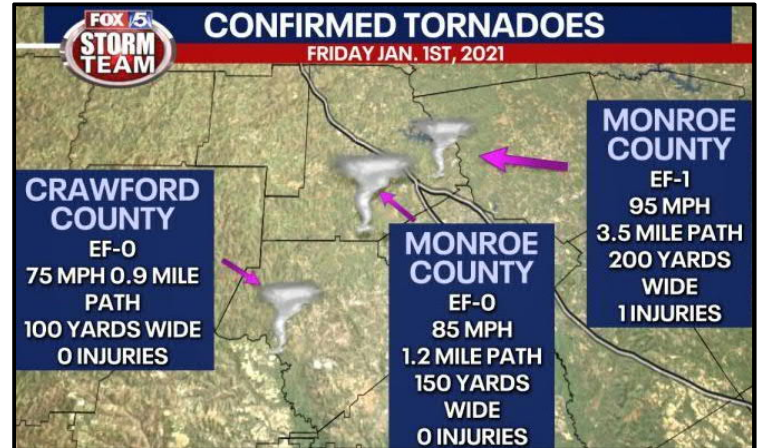 FOX 5
STORM
TEAM
CONFIRMED TORNADOES
FRIDAY JAN. 1ST, 2021
CRAWFORD
COUNTY
EF-0
75 MPH 0.9 MILE
PATH
100 YARDS WIDE
0 INJURIES
MONROE
COUNTY
EF-0
85 MPH
1.2 MILE PATH
150 YARDS
WIDE
0 INJURIES
MONROE
COUNTY
EF-1
95 MPH
3.5 MILE PATH
200 YARDS
WIDE
1 INJURIES